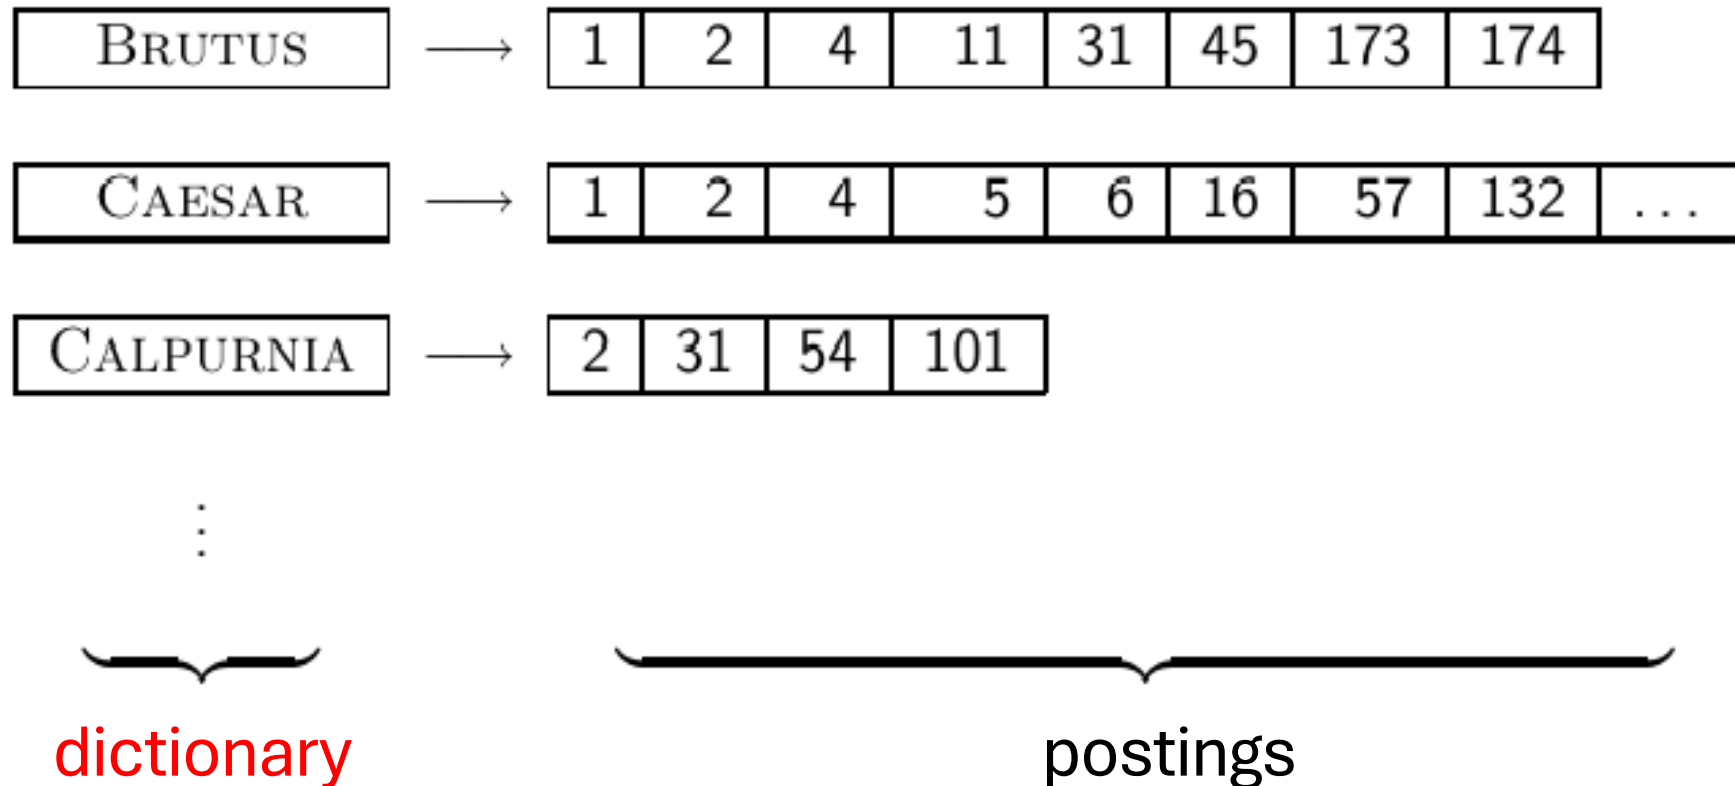 BRUTUS ⟶ 1 2 4 11 31 45 173 174
CAESAR ⟶ 1 2 4 5 6 16 57 132 ...
CALPURNIA ⟶ 2 31 54 101
⋮
dictionary postings